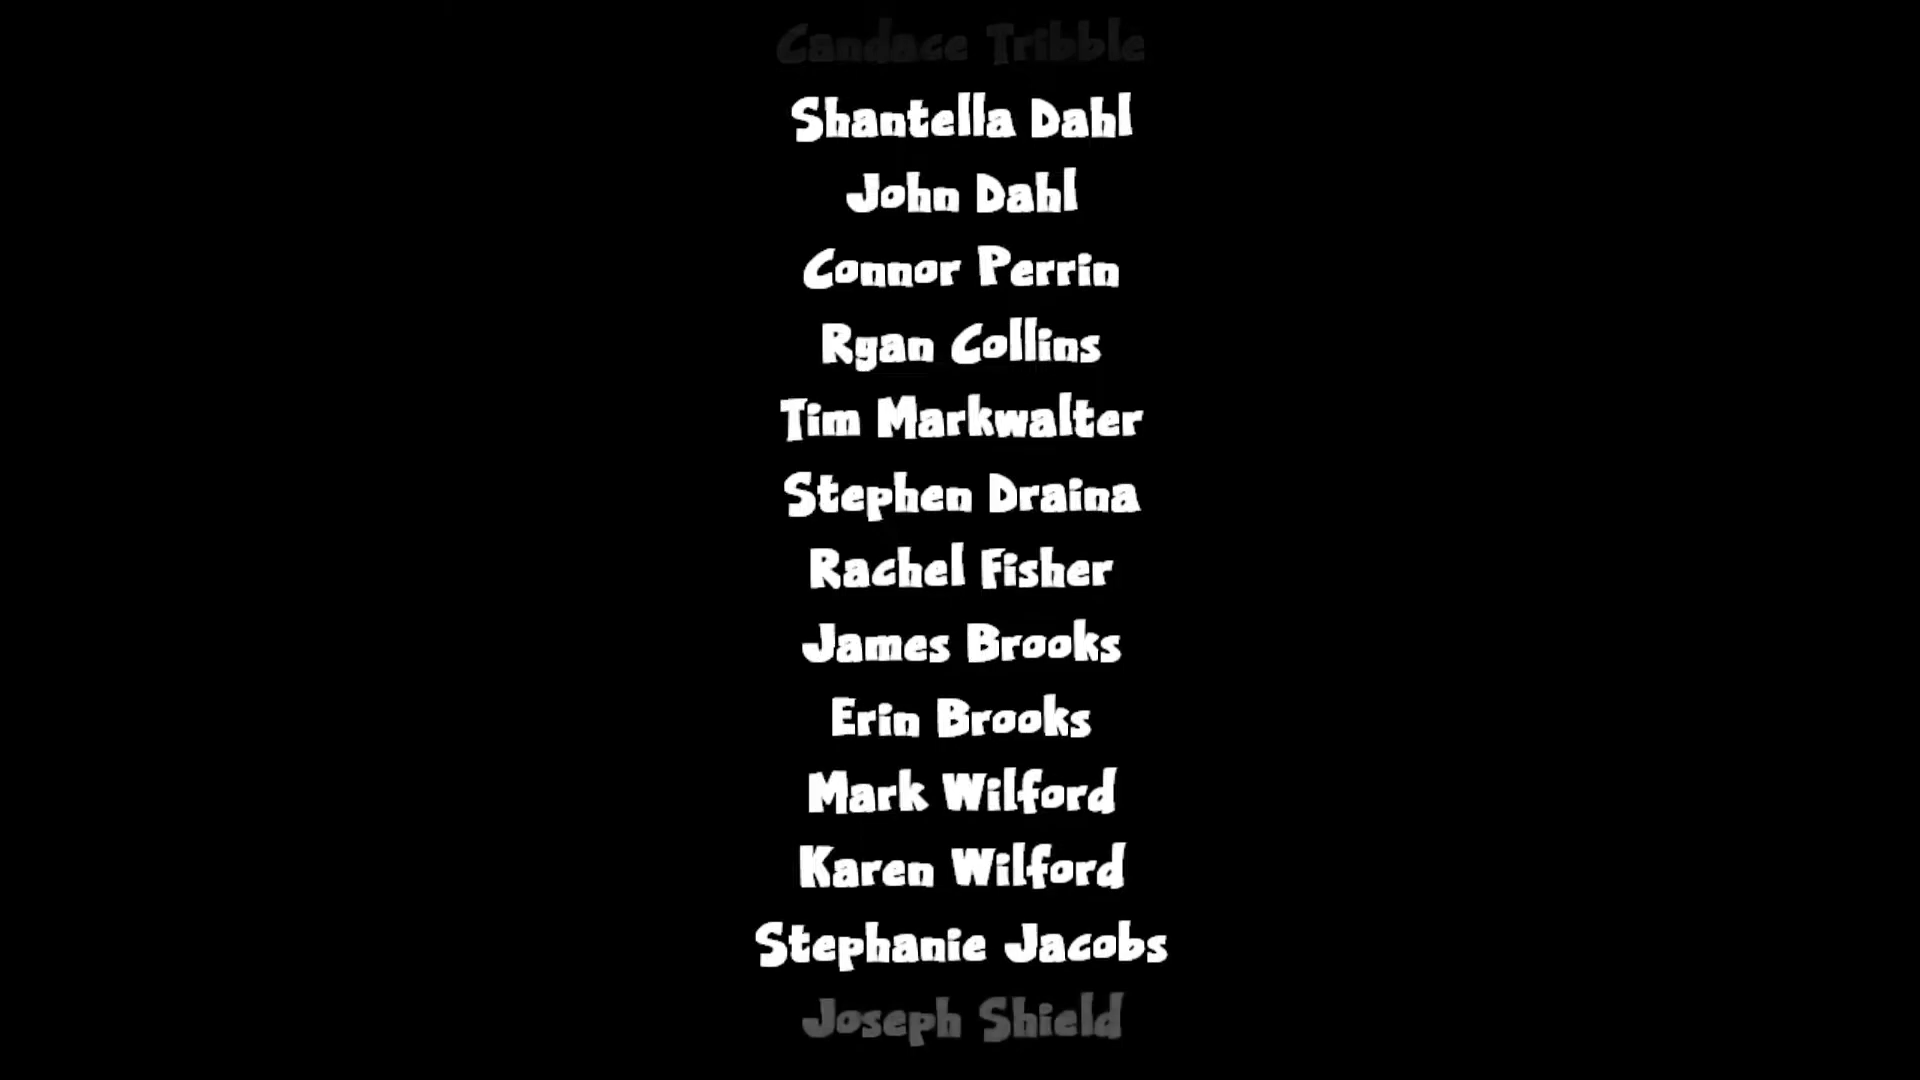 Candace Tribble
Shantella Dahl
John Dahl
Connor Perrin
Ryan Collins
Tim Markwalter
Stephen Draina
Rachel Fisher
James Brooks
Erin Brooks
Mark Wilford
Karen Wilford
Stephanie Jacobs
Joseph Shield